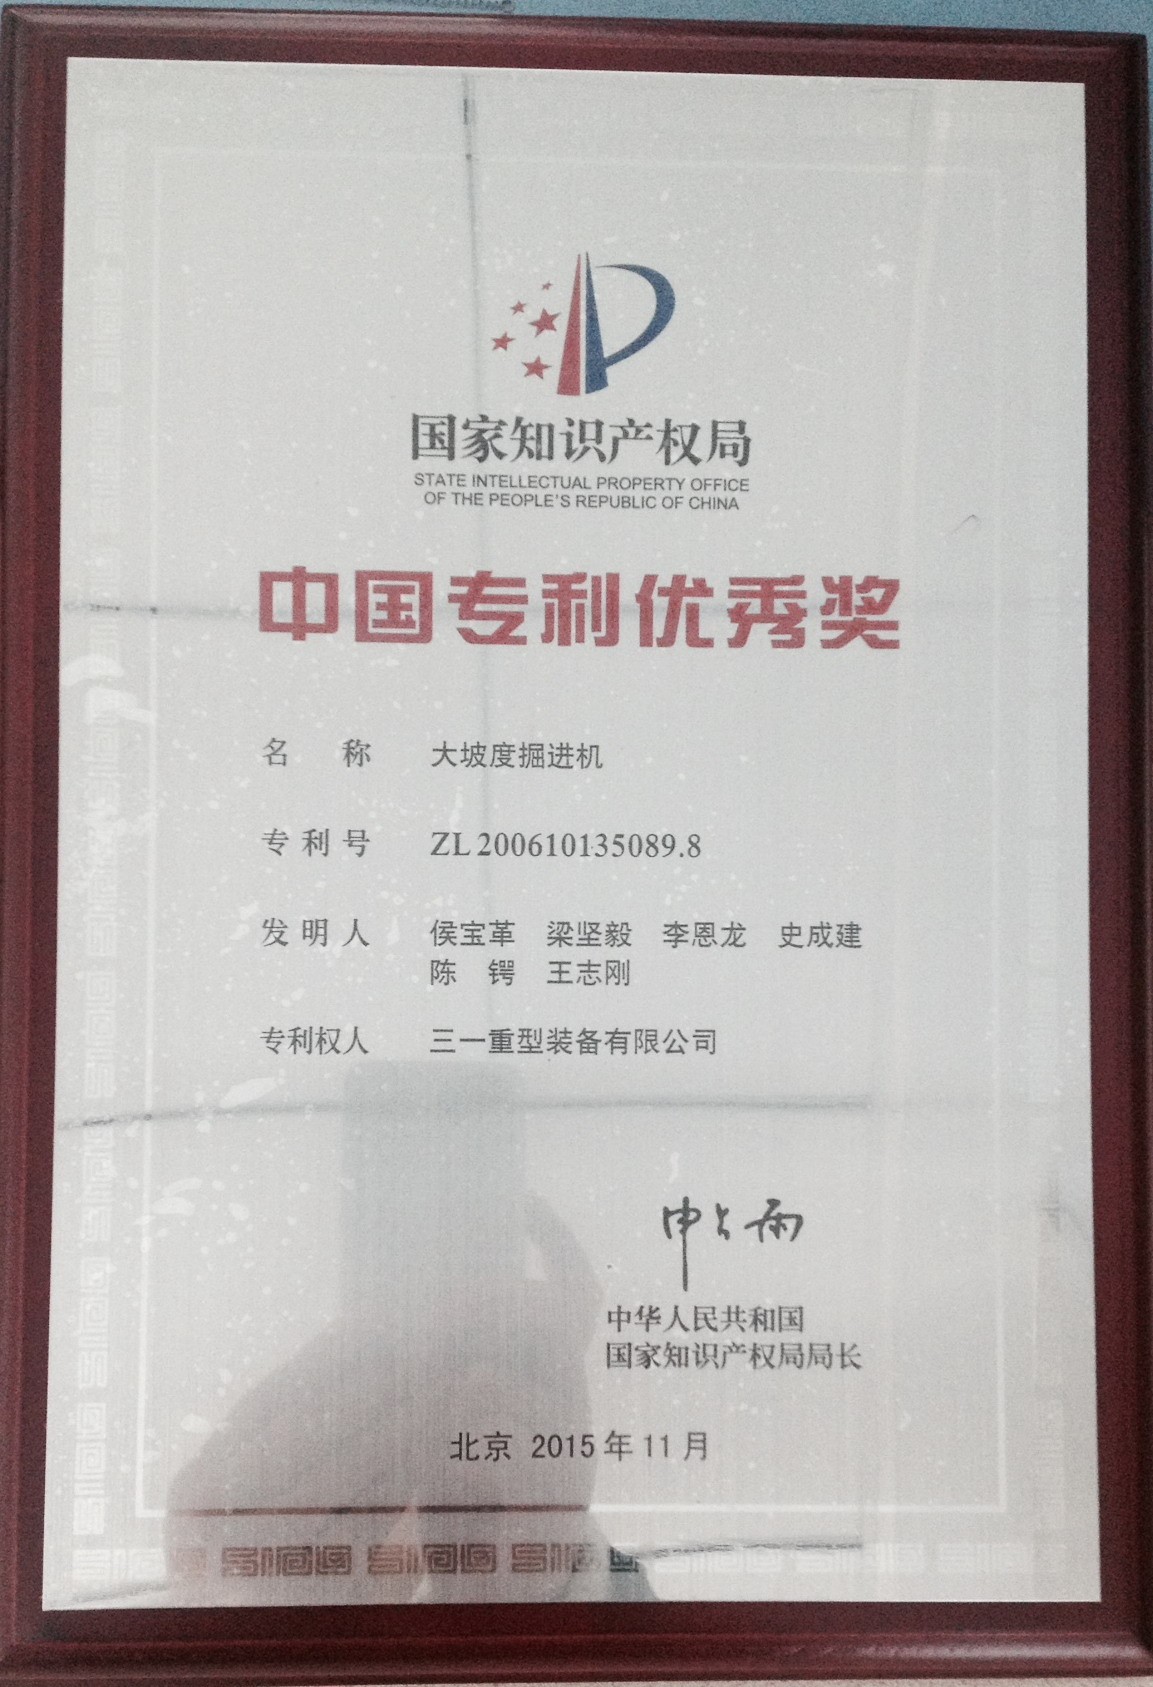 国家知识产权局
STATE INTELLECTUAL PROPERTY OFFICE
OF THE PEOPLE'S REPUBLIC OF CHINA
中国专利优秀奖
名 称 大坡度掘进机
专利号 ZL 200610135089.8
发明人 侯宝革 梁坚毅 李恩龙 史成建
陈 锷 王志刚
专利权人 三一重型装备有限公司
申长雨
中华人民共和国
国家知识产权局局长
北京 2015年11月